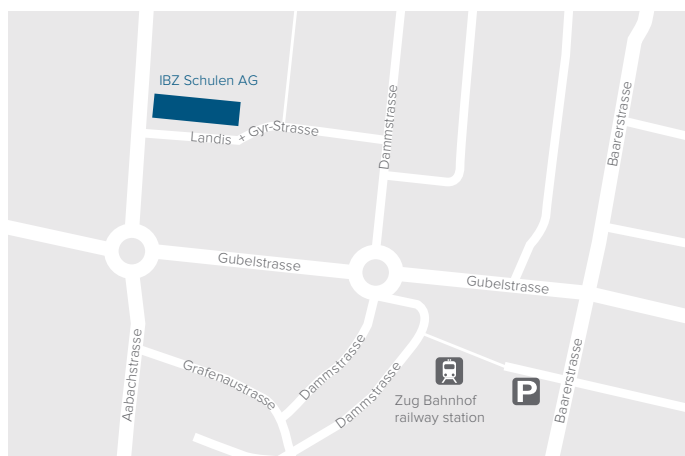 IBZ Schulen AG
Landis + Gyr-Strasse
Dammstrasse
Baarerstrasse
Gubelstrasse
Gubelstrasse
Aabachstrasse
Grafenaustrasse
Dammstrasse
Dammstrasse
Baarerstrasse
P
Zug Bahnhof
railway station